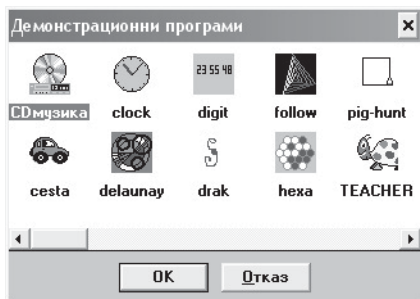 Демонстрационни програми
23 55 48
CDмузика clock digit follow pig-hunt
cesta delaunay drak hexa TEACHER
OK Отказ